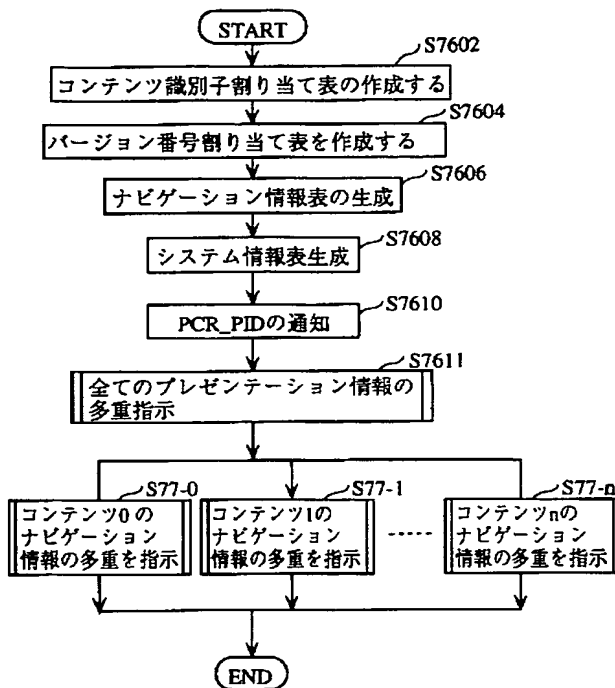 START
S7602
コンテンツ識別子割り当て表の作成する
S7604
バージョン番号割り当て表を作成する
S7606
ナビゲーション情報表の生成
S7608
システム情報表生成
S7610
PCR_PIDの通知
S7611
全てのプレゼンテーション情報の
多重指示
S77-0
コンテンツ0の
ナビゲーション
情報の多重を指示
S77-1
コンテンツ1の
ナビゲーション
情報の多重を指示
S77-n
コンテンツnの
ナビゲーション
情報の多重を指示
END